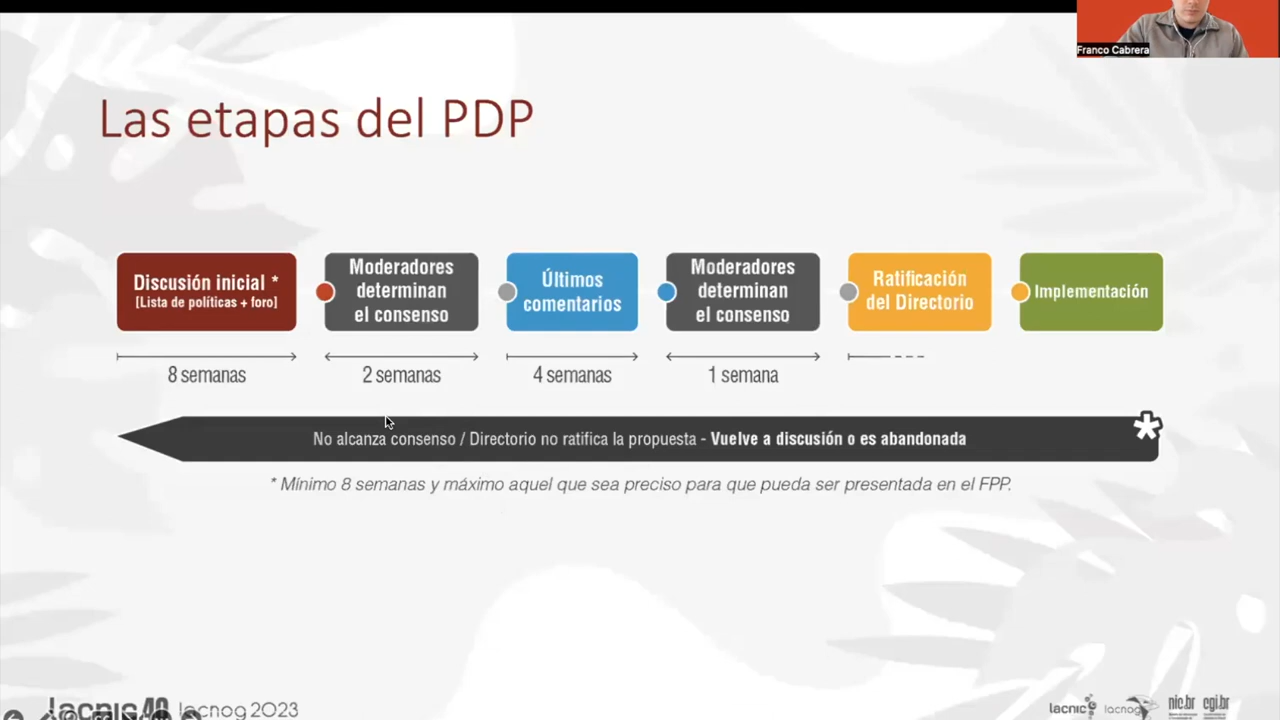 Franco Cabrera
Las etapas del PDP
Discusión inicial *
[Lista de políticas + foro]
Moderadores
determinan
el consenso
Últimos
comentarios
Moderadores
determinan
el consenso
Ratificación
del Directorio
Implementación
8 semanas
2 semanas
4 semanas
1 semana
No alcanza consenso / Directorio no ratifica la propuesta - Vuelve a discusión o es abandonada
*
* Mínimo 8 semanas y máximo aquel que sea preciso para que pueda ser presentada en el FPP.
lacnic40 lacnog 2023
lacnic lacnog nic.br cgi.br